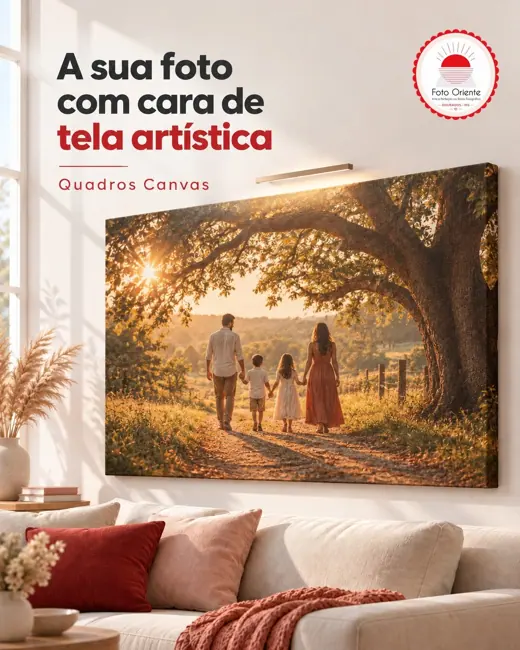 A sua foto
com cara de
tela artística
Quadros Canvas
Foto Oriente